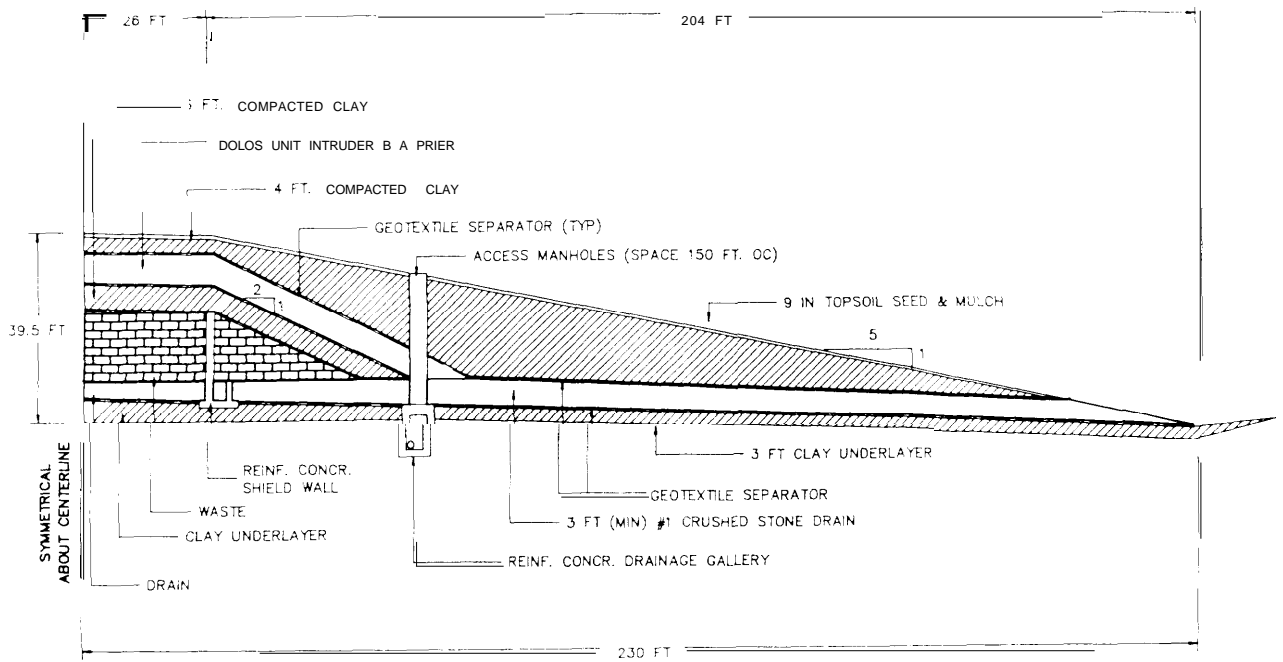 26 FT
204 FT
FT. COMPACTED CLAY
DOLOS UNIT INTRUDER B A PRIER
4 FT. COMPACTED CLAY
GEOTEXTILE SEPARATOR (TYP)
ACCESS MANHOLES (SPACE 150 FT. OC)
2
1
9 IN TOPSOIL SEED & MULCH
39.5 FT
5
1
3 FT CLAY UNDERLAYER
REINF. CONCR.
SHIELD WALL
GEOTEXTILE SEPARATOR
WASTE
3 FT (MIN) #1 CRUSHED STONE DRAIN
CLAY UNDERLAYER
SYMMETRICAL
ABOUT CENTERLINE
REINF. CONCR. DRAINAGE GALLERY
DRAIN
230 FT